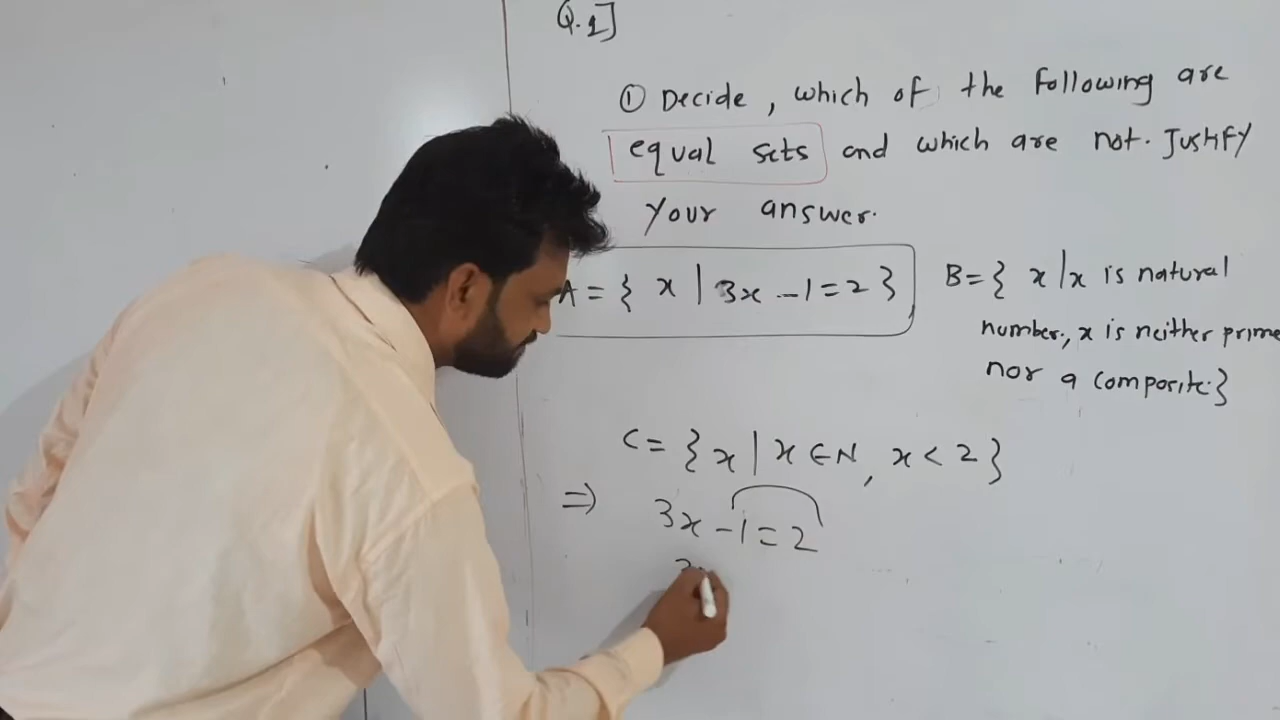 Q.1]
① Decide, which of the following are
equal sets and which are not. Justify
your answer.
A = { x | 3x - 1 = 2 }
B = { x / x is natural
number, x is neither prime
nor a composite. }
C = { x | x ∈ N, x < 2 }
⇒ 3x - 1 = 2